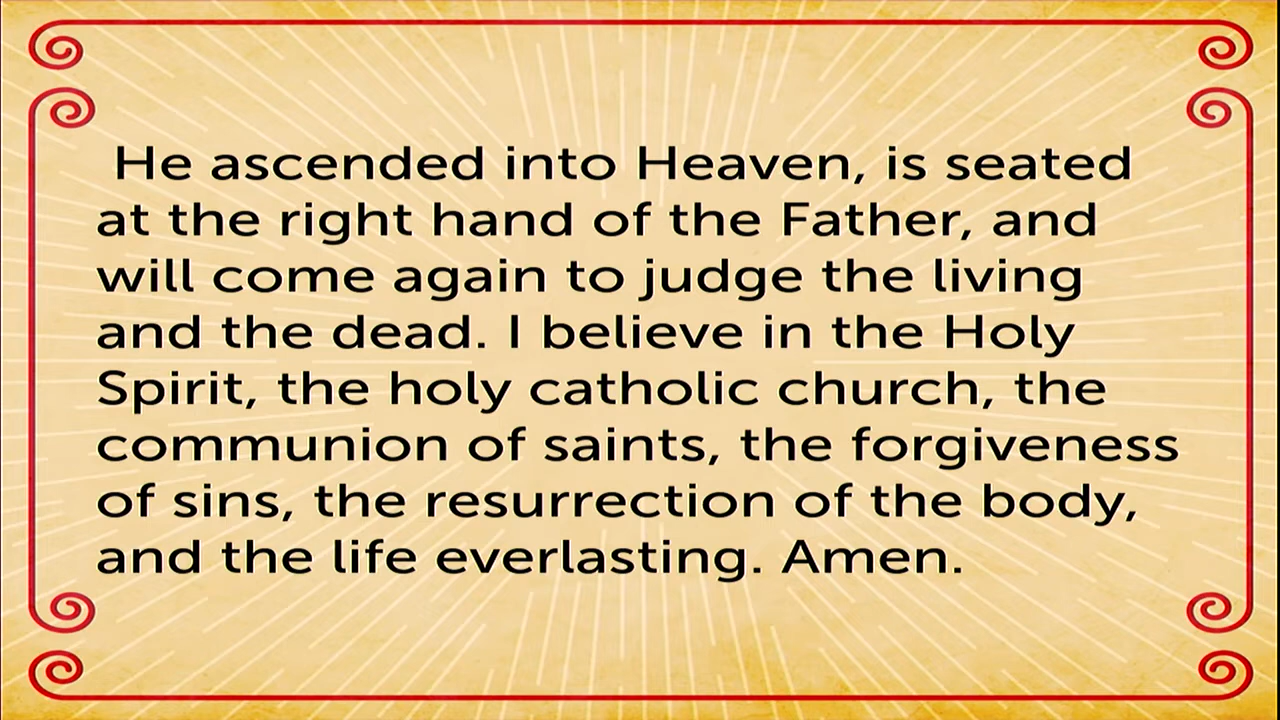 He ascended into Heaven, is seated
at the right hand of the Father, and
will come again to judge the living
and the dead. I believe in the Holy
Spirit, the holy catholic church, the
communion of saints, the forgiveness
of sins, the resurrection of the body,
and the life everlasting. Amen.